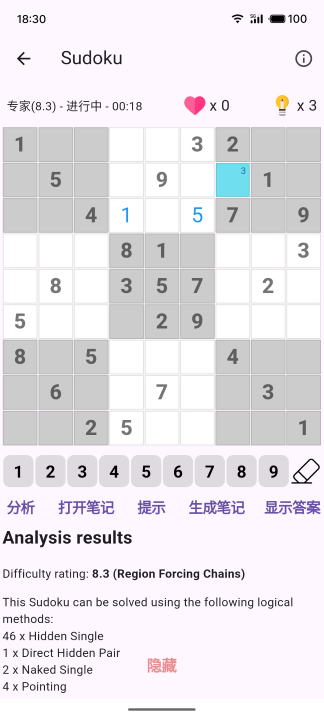 18:30
5G 100
Sudoku
专家(8.3) - 进行中 - 00:18 x 0 x 3
1 3 2
5 9 3 1
4 1 5 7 9
8 1 3
8 3 5 7 2
5 2 9
8 5 4
6 7 3
2 5 1
1 2 3 4 5 6 7 8 9
分析 打开笔记 提示 生成笔记 显示答案
Analysis results
Difficulty rating: 8.3 (Region Forcing Chains)
This Sudoku can be solved using the following logical
methods:
46 x Hidden Single
1 x Direct Hidden Pair
2 x Naked Single
4 x Pointing
隐藏